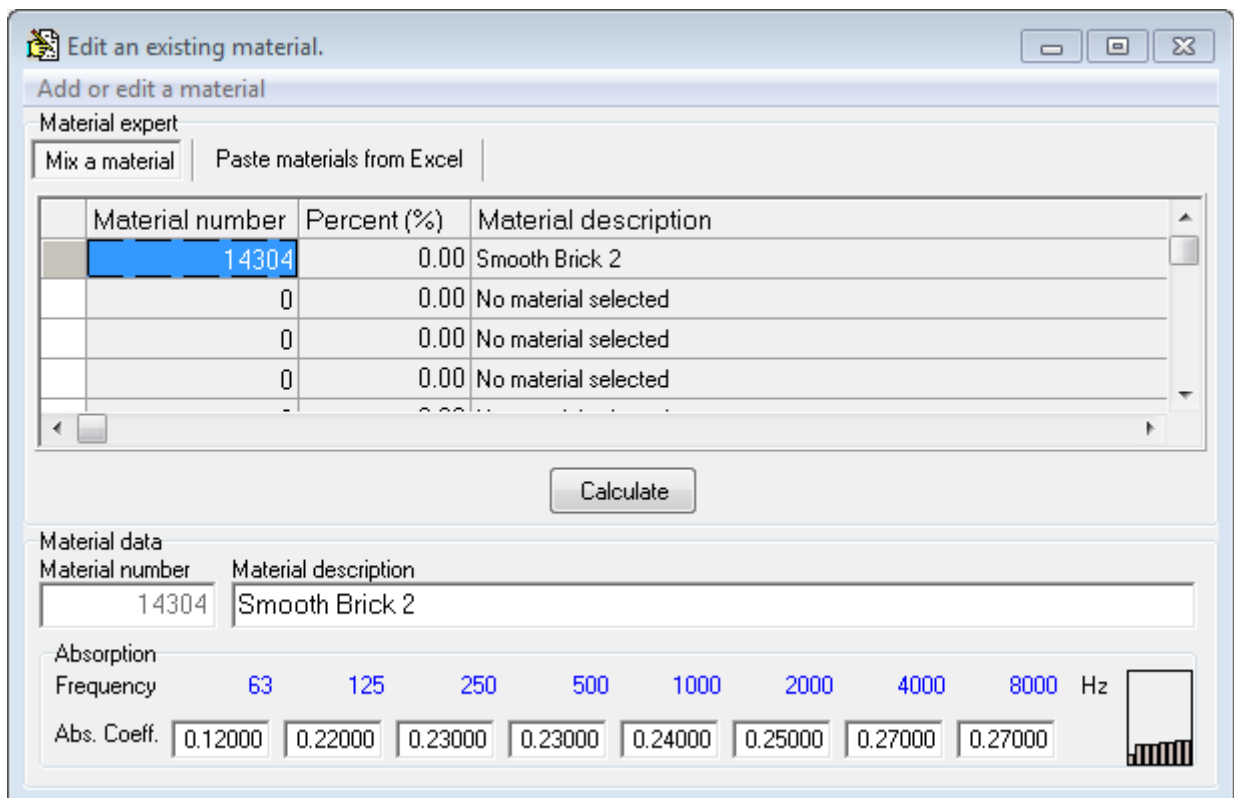 Edit an existing material.
Add or edit a material
Material expert
Mix a material Paste materials from Excel
Material number Percent (%) Material description
14304 0.00 Smooth Brick 2
0 0.00 No material selected
0 0.00 No material selected
0 0.00 No material selected
Calculate
Material data
Material number Material description
14304 Smooth Brick 2
Absorption
Frequency 63 125 250 500 1000 2000 4000 8000 Hz
Abs. Coeff. 0.12000 0.22000 0.23000 0.23000 0.24000 0.25000 0.27000 0.27000